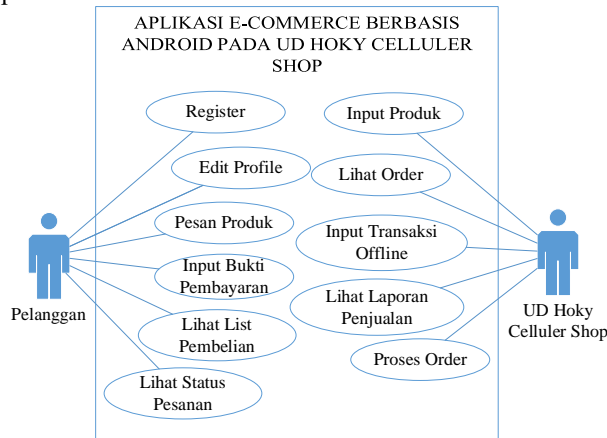 APLIKASI E-COMMERCE BERBASIS
ANDROID PADA UD HOKY CELLULER
SHOP
Register
Input Produk
Edit Profile
Lihat Order
Pesan Produk
Input Transaksi
Offline
Input Bukti
Pembayaran
Lihat Laporan
Penjualan
Pelanggan
UD Hoky
Celluler Shop
Lihat List
Pembelian
Proses Order
Lihat Status
Pesanan